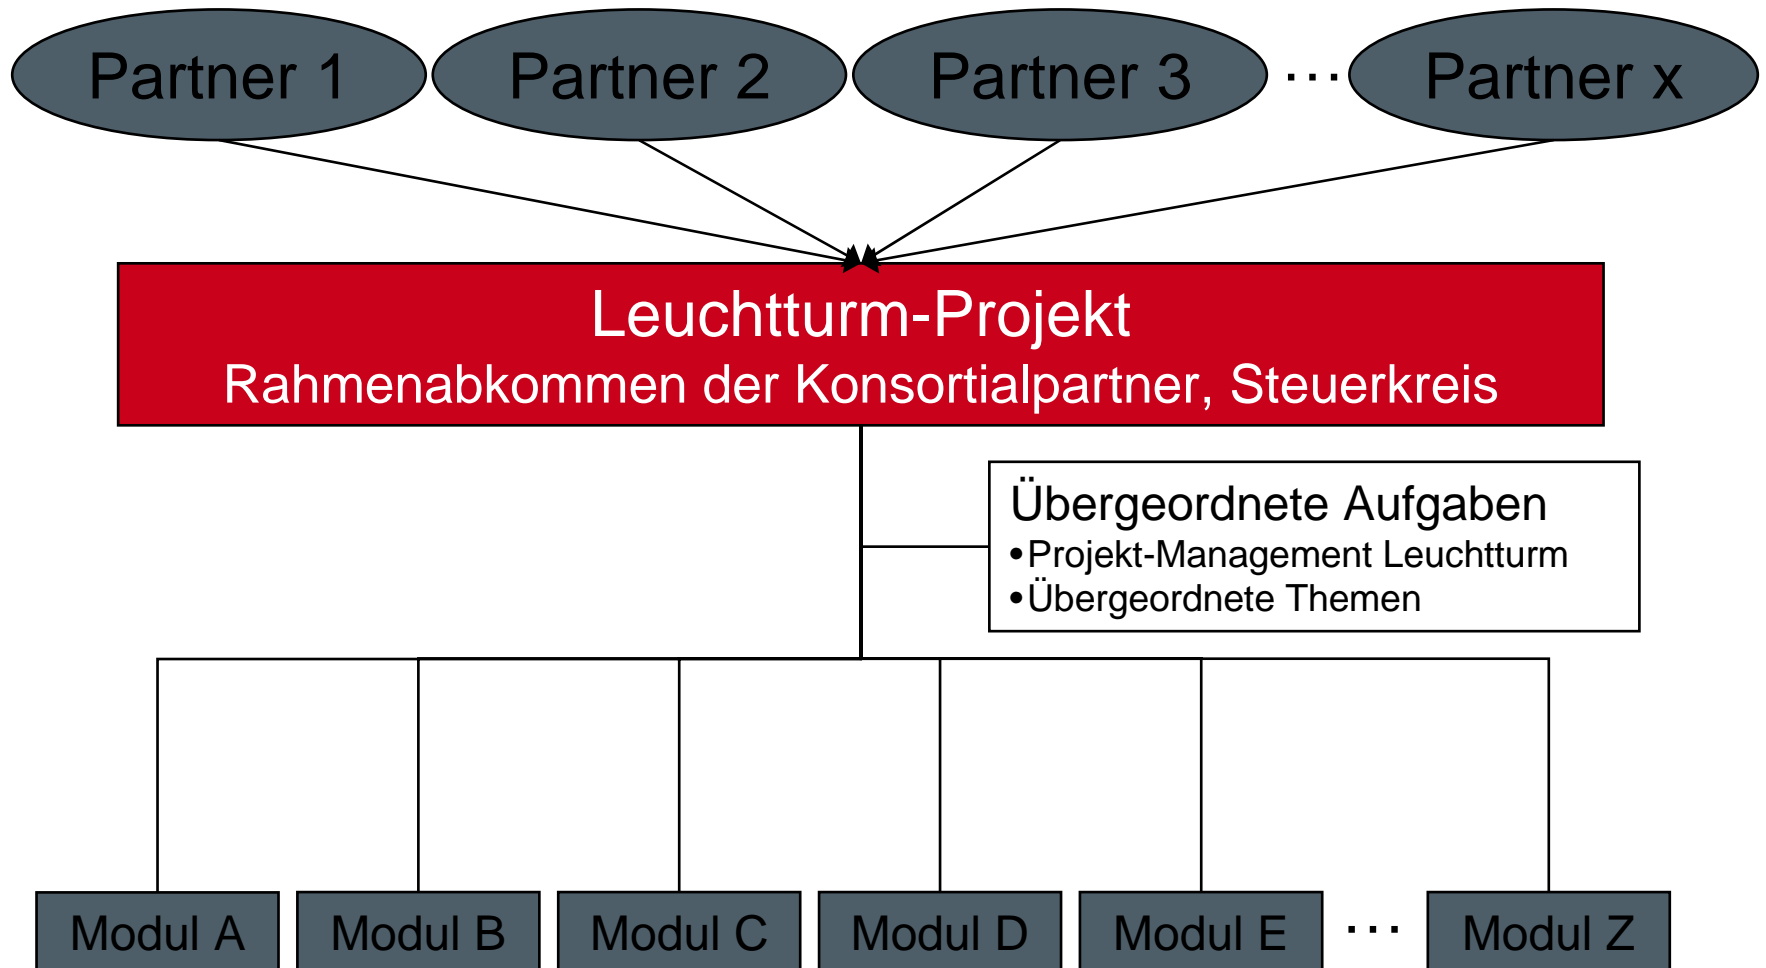 Partner 1 Partner 2 Partner 3 ... Partner x
Leuchtturm-Projekt
Rahmenabkommen der Konsortialpartner, Steuerkreis
Übergeordnete Aufgaben
•Projekt-Management Leuchtturm
•Übergeordnete Themen
Modul A Modul B Modul C Modul D Modul E ... Modul Z